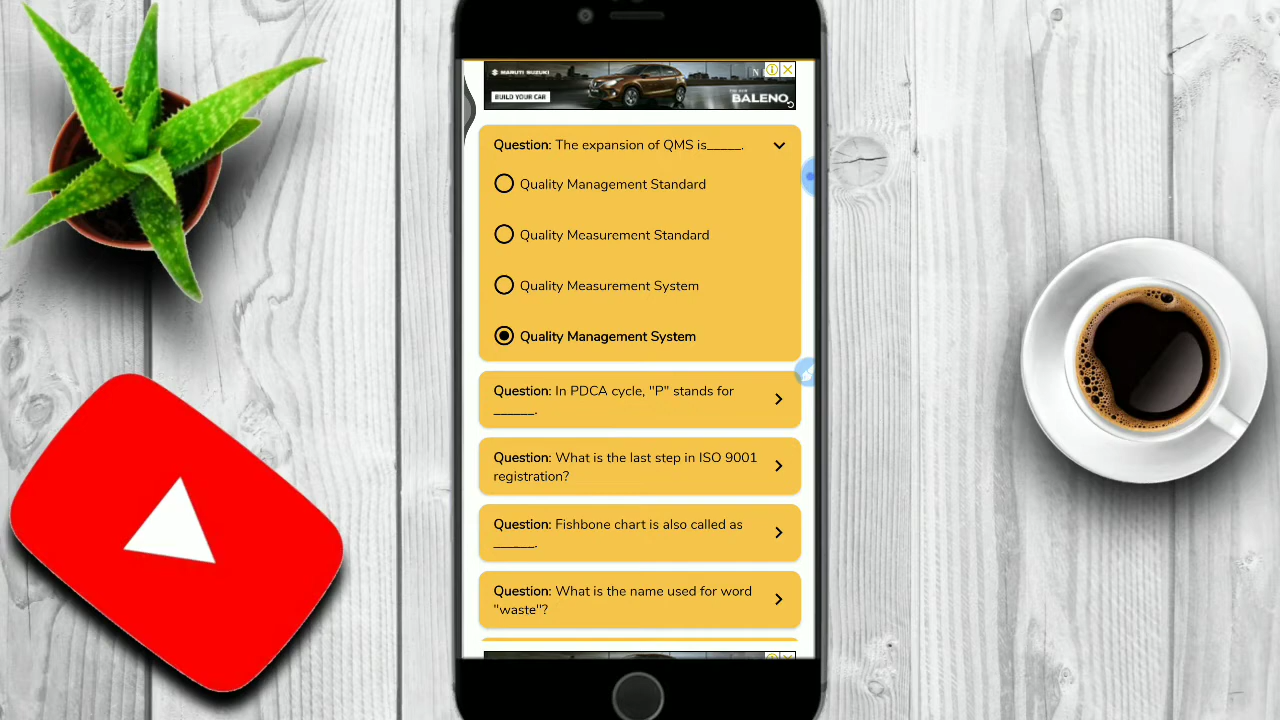 MARUTI SUZUKI
BUILD YOUR CAR
BALENO
Question: The expansion of QMS is_____.
Quality Management Standard
Quality Measurement Standard
Quality Measurement System
Quality Management System
Question: In PDCA cycle, "P" stands for
______.
Question: What is the last step in ISO 9001
registration?
Question: Fishbone chart is also called as
______.
Question: What is the name used for word
"waste"?